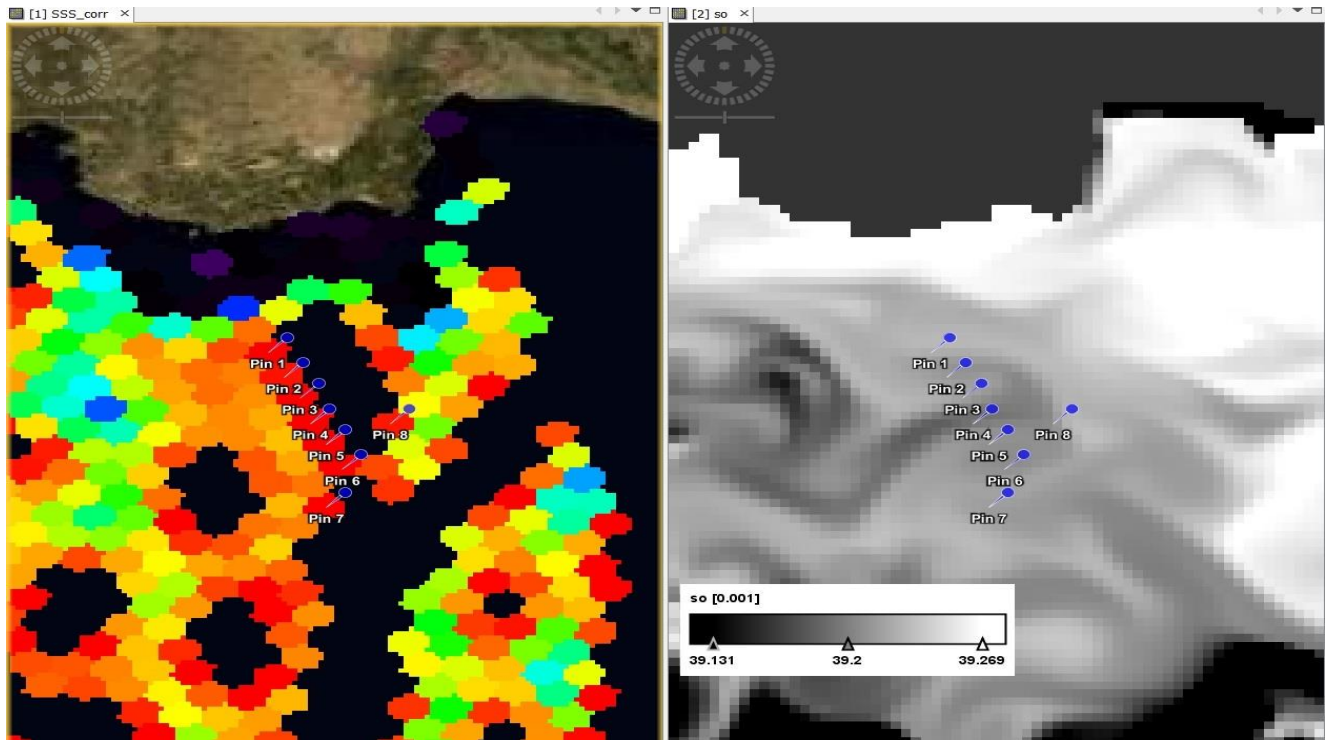 [1] SSS_corr
[2] so
Pin 1
Pin 2
Pin 3
Pin 4
Pin 8
Pin 5
Pin 6
Pin 7
Pin 1
Pin 2
Pin 3
Pin 4
Pin 8
Pin 5
Pin 6
Pin 7
so [0.001]
39.131 39.2 39.269